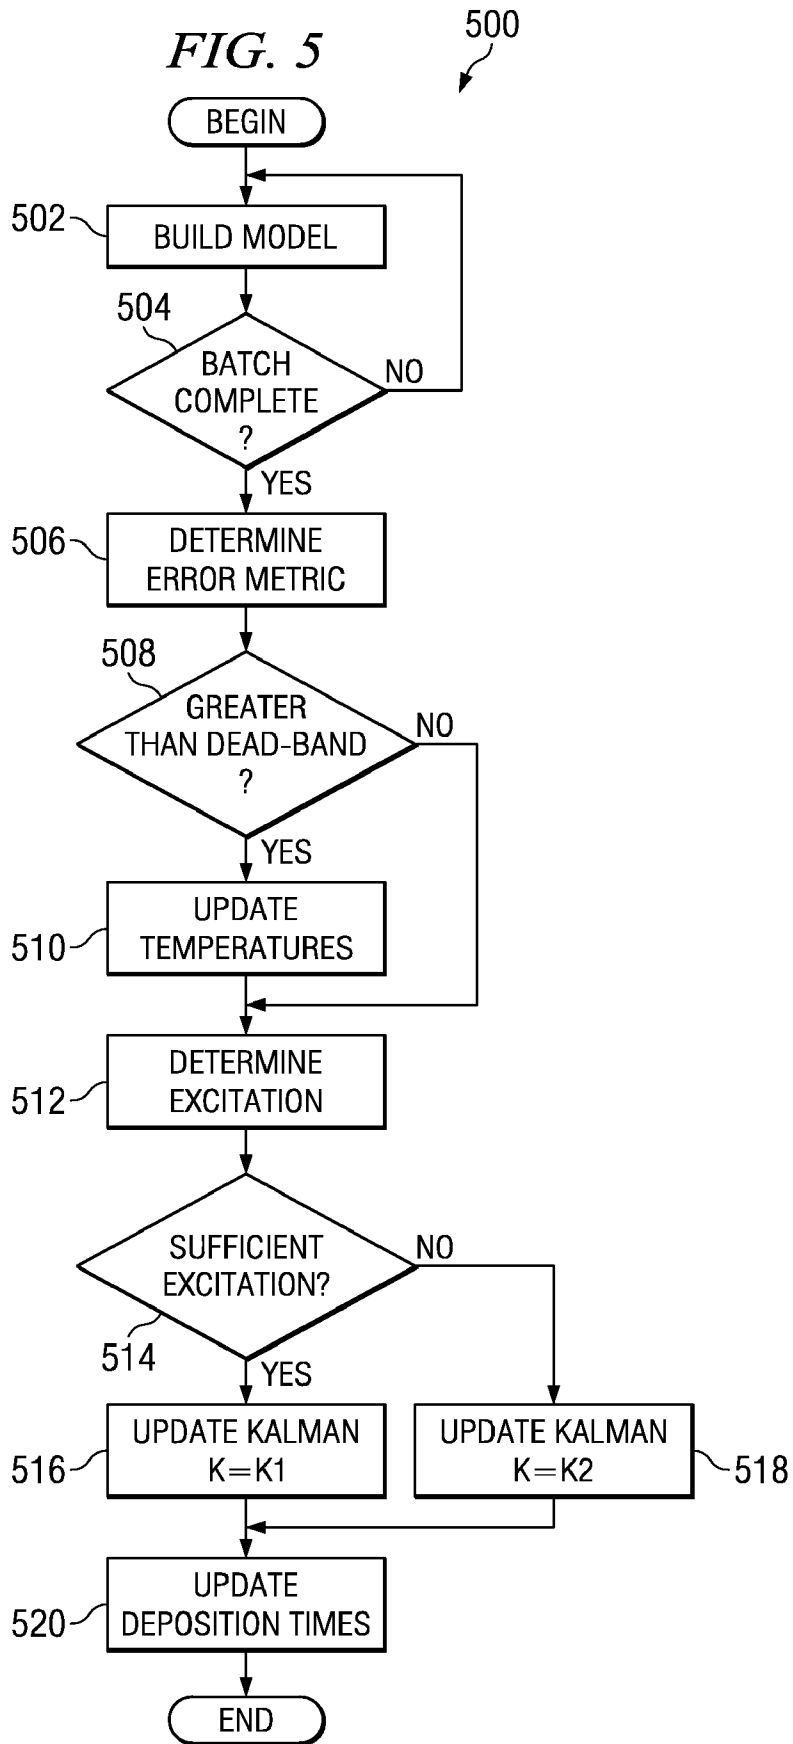 FIG. 5
500
BEGIN
502
BUILD MODEL
504
BATCH
COMPLETE
?
NO
YES
506
DETERMINE
ERROR METRIC
508
GREATER
THAN DEAD-BAND
?
NO
YES
510
UPDATE
TEMPERATURES
512
DETERMINE
EXCITATION
SUFFICIENT
EXCITATION?
NO
514
YES
516
UPDATE KALMAN
K=K1
UPDATE KALMAN
K=K2
518
520
UPDATE
DEPOSITION TIMES
END